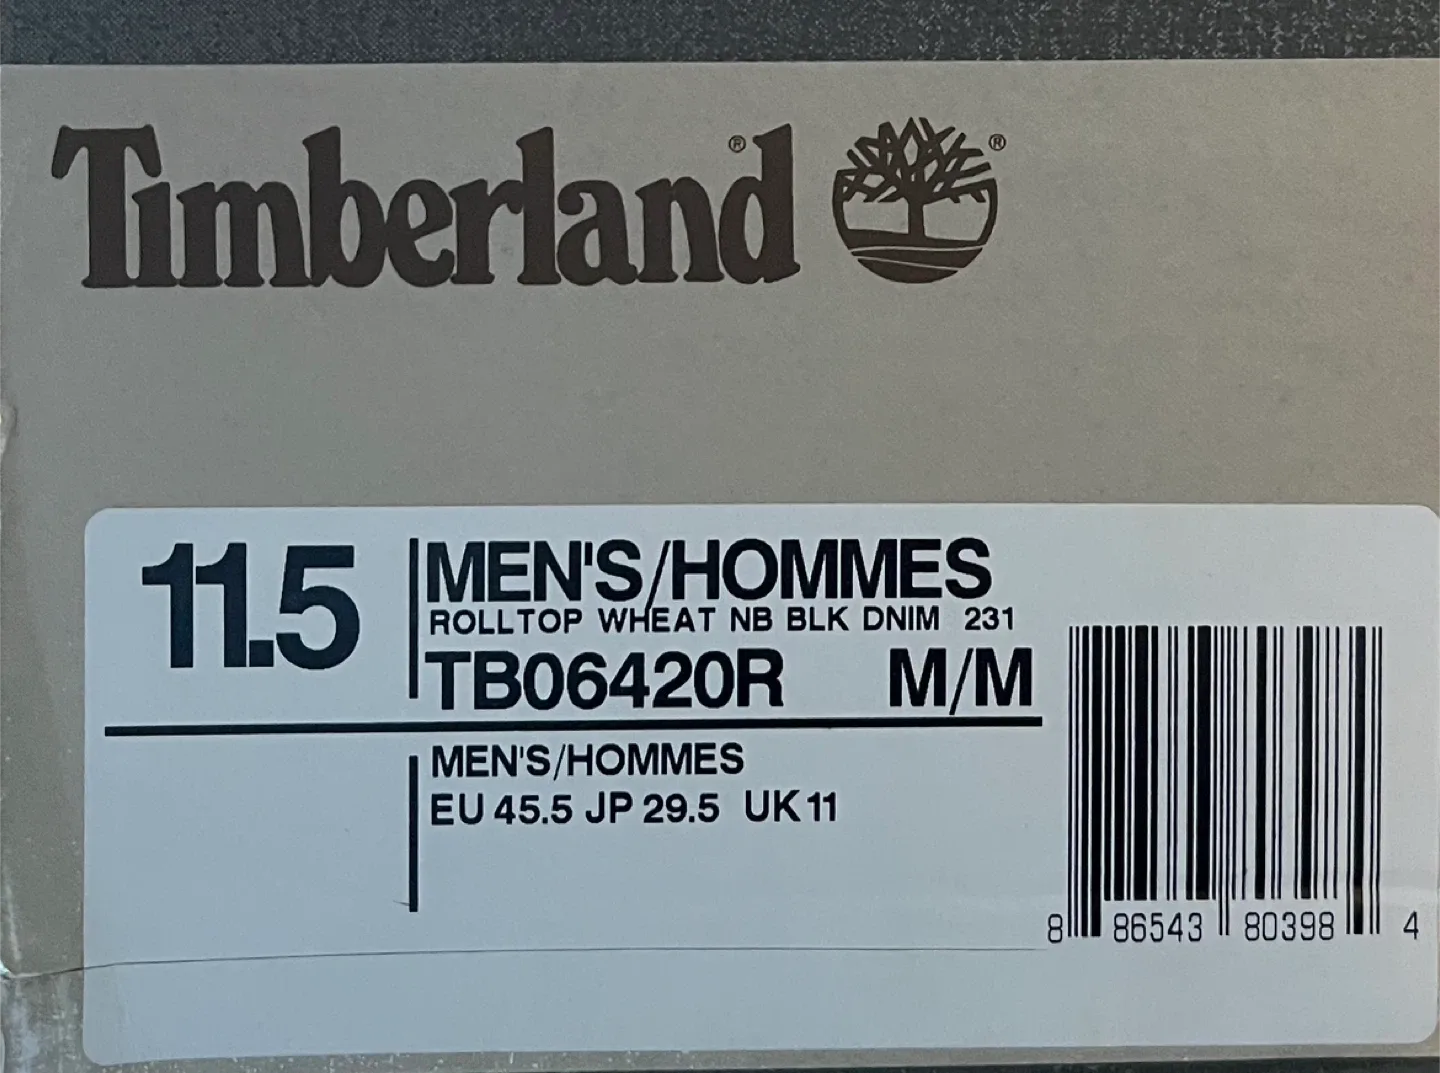 Timberland® ®
11.5
MEN'S/HOMMES
ROLLTOP WHEAT NB BLK DNIM 231
TB06420R M/M
MEN'S/HOMMES
EU 45.5 JP 29.5 UK 11
8 86543 80398 4